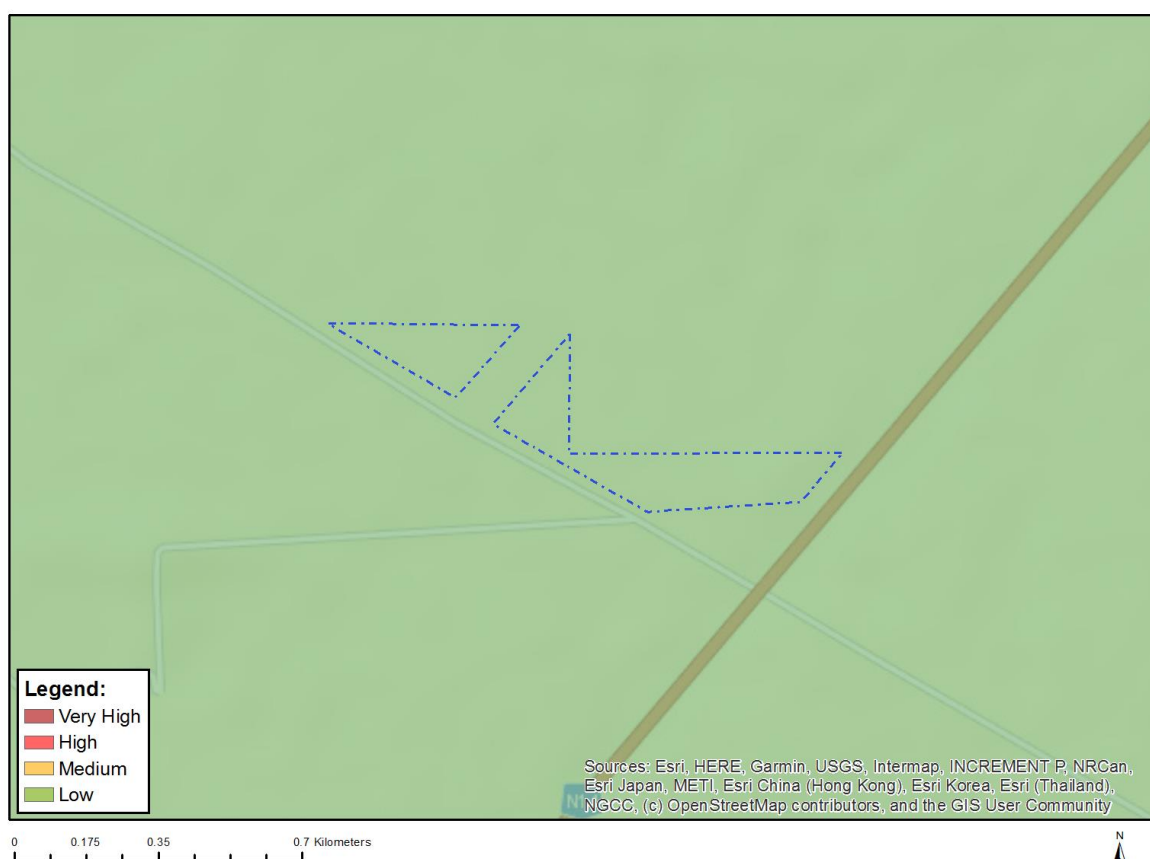 Legend:
Very High
High
Medium
Low
Sources: Esri, HERE, Garmin, USGS, Intermap, INCREMENT P, NRCan,
Esri Japan, METI, Esri China (Hong Kong), Esri Korea, Esri (Thailand),
NGCC, (c) OpenStreetMap contributors, and the GIS User Community
0 0.175 0.35 0.7 Kilometers
N